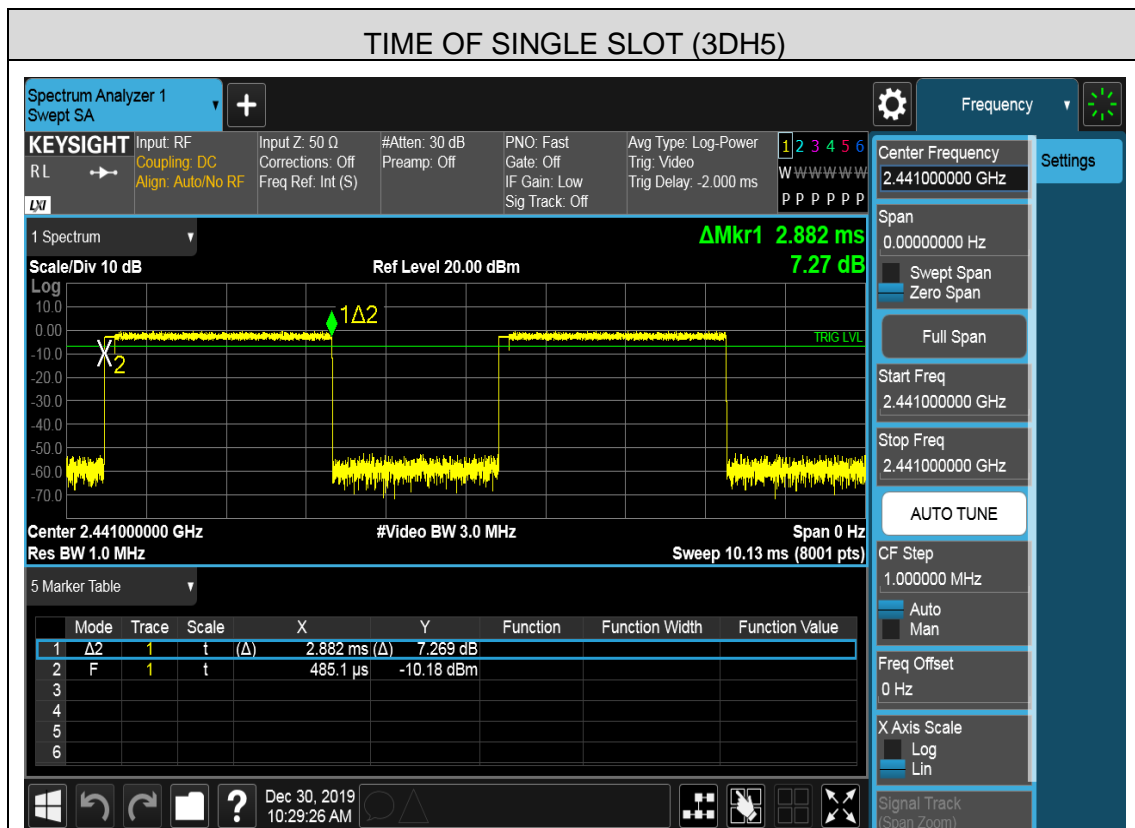 TIME OF SINGLE SLOT (3DH5)
Spectrum Analyzer 1
Swept SA
+
Frequency
KEYSIGHT
RL
LXI
Input: RF
Coupling: DC
Align: Auto/No RF
Input Z: 50 Ω
Corrections: Off
Freq Ref: Int (S)
#Atten: 30 dB
Preamp: Off
PNO: Fast
Gate: Off
IF Gain: Low
Sig Track: Off
Avg Type: Log-Power
Trig: Video
Trig Delay: -2.000 ms
1 2 3 4 5 6
W W W W W W
P P P P P P
1 Spectrum
ΔMkr1 2.882 ms
7.27 dB
Scale/Div 10 dB
Ref Level 20.00 dBm
Log
10.0
0.00
-10.0
-20.0
-30.0
-40.0
-50.0
-60.0
-70.0
1Δ2
X2
TRIG LVL
Center 2.441000000 GHz
#Video BW 3.0 MHz
Span 0 Hz
Res BW 1.0 MHz
Sweep 10.13 ms (8001 pts)
5 Marker Table
Mode Trace Scale X Y Function Function Width Function Value
1 Δ2 1 t (Δ) 2.882 ms (Δ) 7.269 dB
2 F 1 t 485.1 µs -10.18 dBm
3
4
5
6
?
Dec 30, 2019
10:29:26 AM
Center Frequency
2.441000000 GHz
Settings
Span
0.00000000 Hz
Swept Span
Zero Span
Full Span
Start Freq
2.441000000 GHz
Stop Freq
2.441000000 GHz
AUTO TUNE
CF Step
1.000000 MHz
Auto
Man
Freq Offset
0 Hz
X Axis Scale
Log
Lin
Signal Track
(Span Zoom)